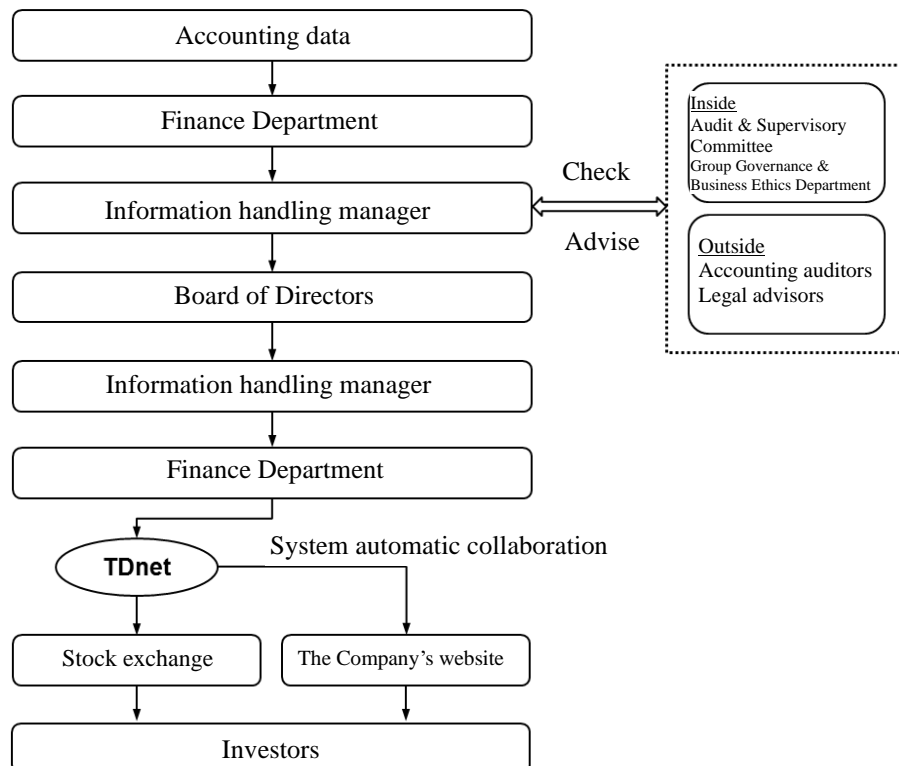 Accounting data
Finance Department
Information handling manager
Check
Advise
Inside
Audit & Supervisory
Committee
Group Governance &
Business Ethics Department
Outside
Accounting auditors
Legal advisors
Board of Directors
Information handling manager
Finance Department
System automatic collaboration
TDnet
Stock exchange
The Company’s website
Investors